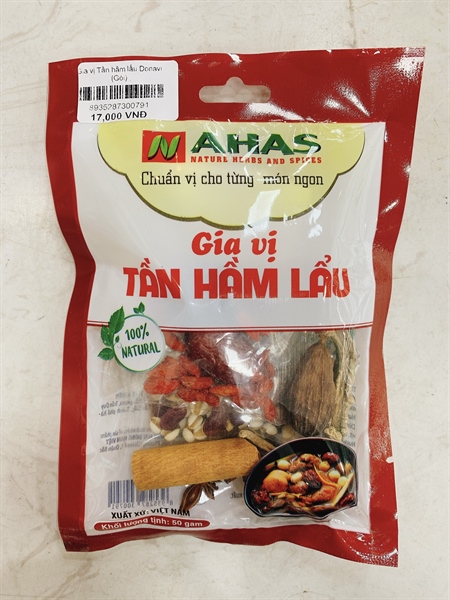 Gia vị Tần hầm lẩu Donavi
(Gói)
8935287300791
17,000 VNĐ
N AHAS
NATURE HERBS AND SPICES
Chuẩn vị cho từng món ngon
Gia vị
TẦN HẦM LẨU
100%
NATURAL
XUẤT XỨ: VIỆT NAM
Khối lượng tịnh: 50 gam